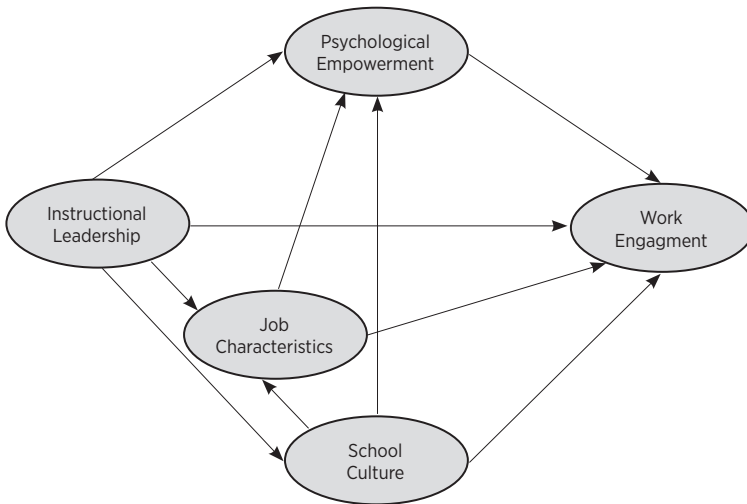 Psychological
Empowerment
Instructional
Leadership
Work
Engagment
Job
Characteristics
School
Culture